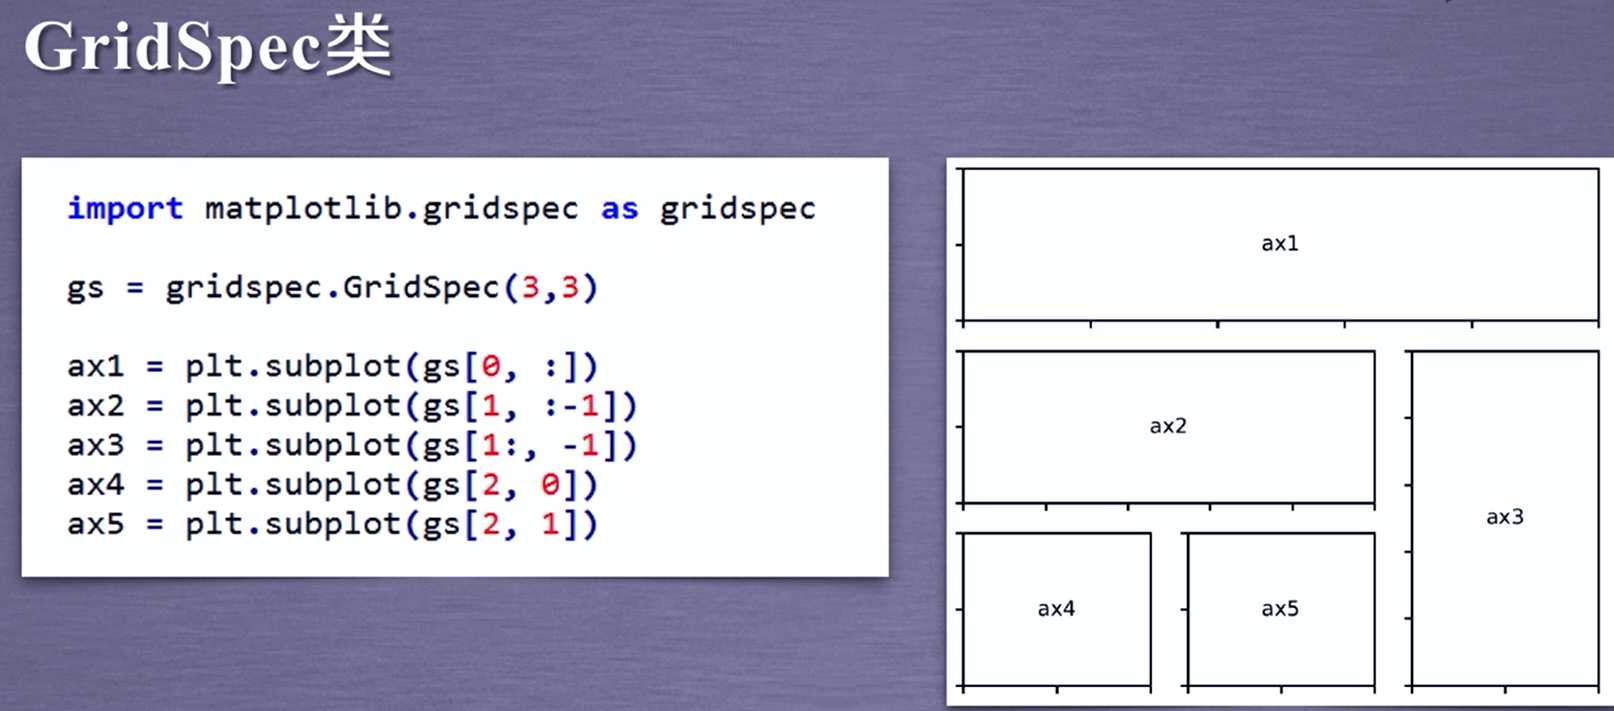 GridSpec类
import matplotlib.gridspec as gridspec
gs = gridspec.GridSpec(3,3)
ax1 = plt.subplot(gs[0, :])
ax2 = plt.subplot(gs[1, :-1])
ax3 = plt.subplot(gs[1:, -1])
ax4 = plt.subplot(gs[2, 0])
ax5 = plt.subplot(gs[2, 1])
ax1
ax2
ax3
ax4
ax5